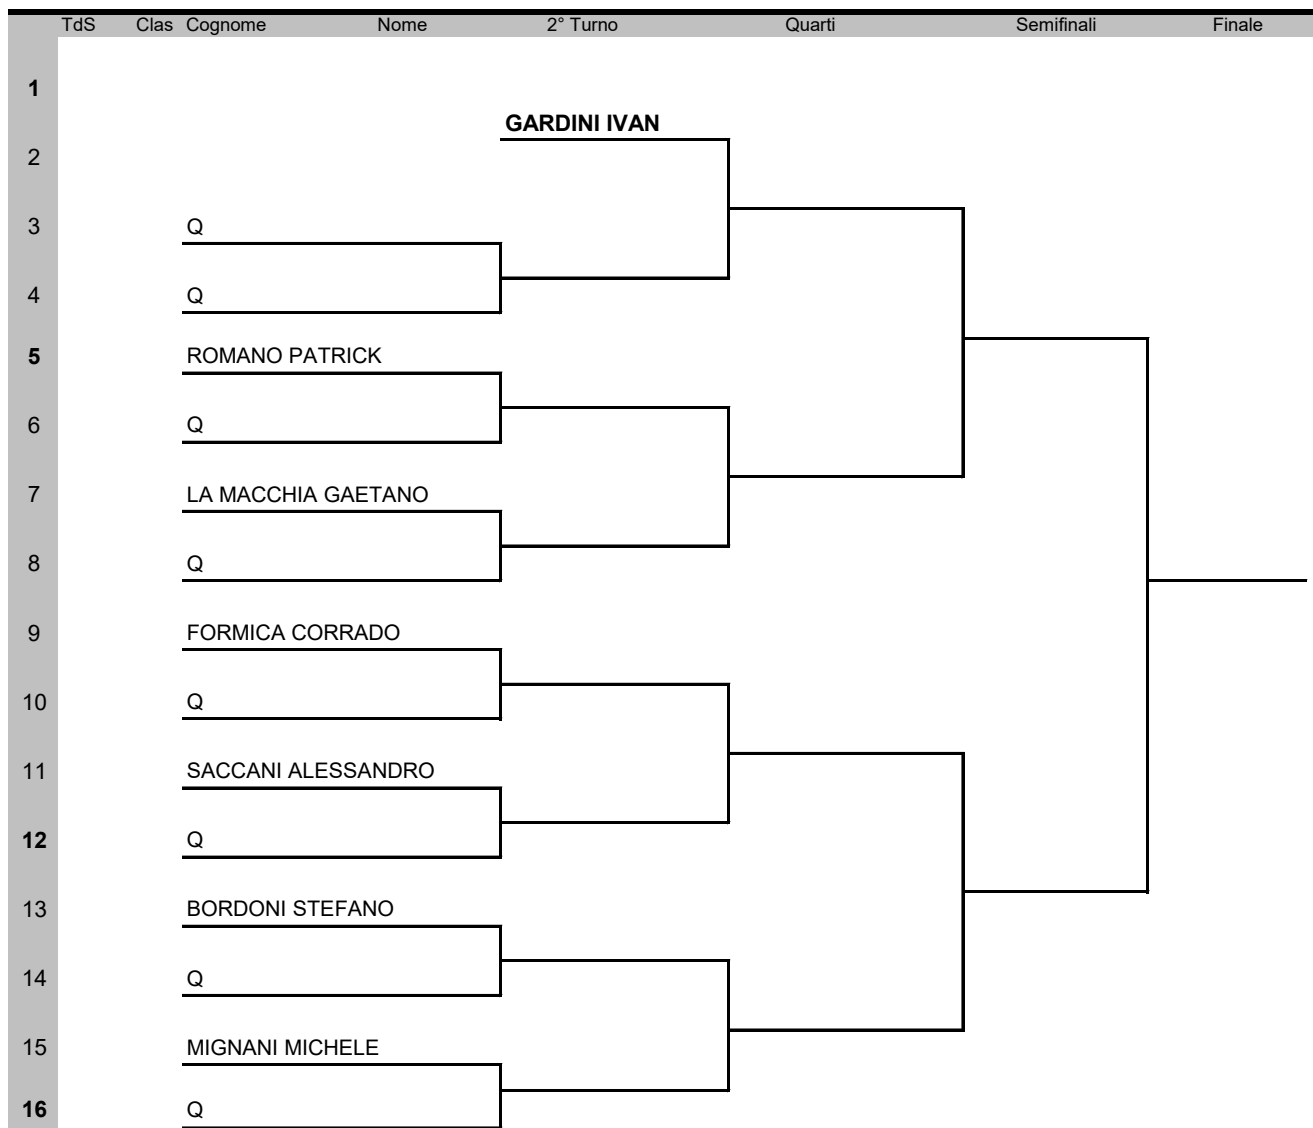 TdS Clas Cognome Nome 2° Turno Quarti Semifinali Finale
1
GARDINI IVAN
2
3 Q
4 Q
5 ROMANO PATRICK
6 Q
7 LA MACCHIA GAETANO
8 Q
9 FORMICA CORRADO
10 Q
11 SACCANI ALESSANDRO
12 Q
13 BORDONI STEFANO
14 Q
15 MIGNANI MICHELE
16 Q